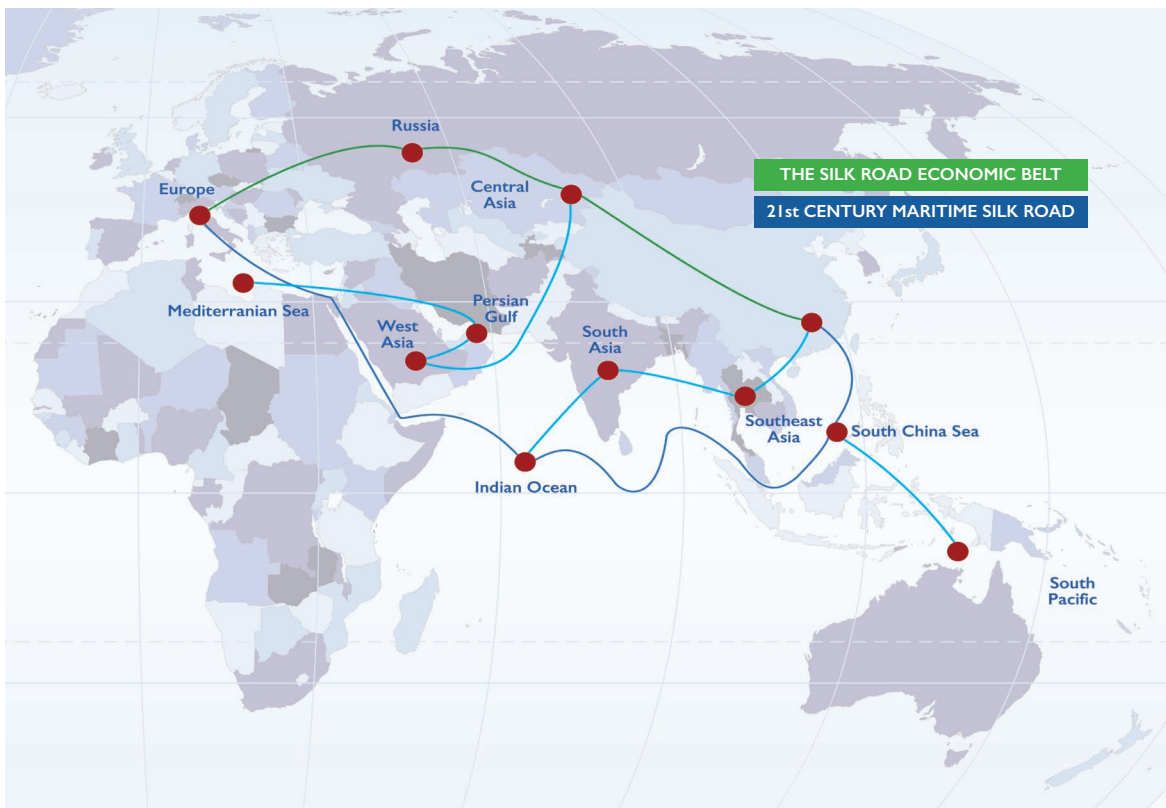 Russia
THE SILK ROAD ECONOMIC BELT
Europe
Central
Asia
21st CENTURY MARITIME SILK ROAD
Mediterranian Sea
Persian
Gulf
West
Asia
South
Asia
Southeast
Asia
South China Sea
Indian Ocean
South
Pacific